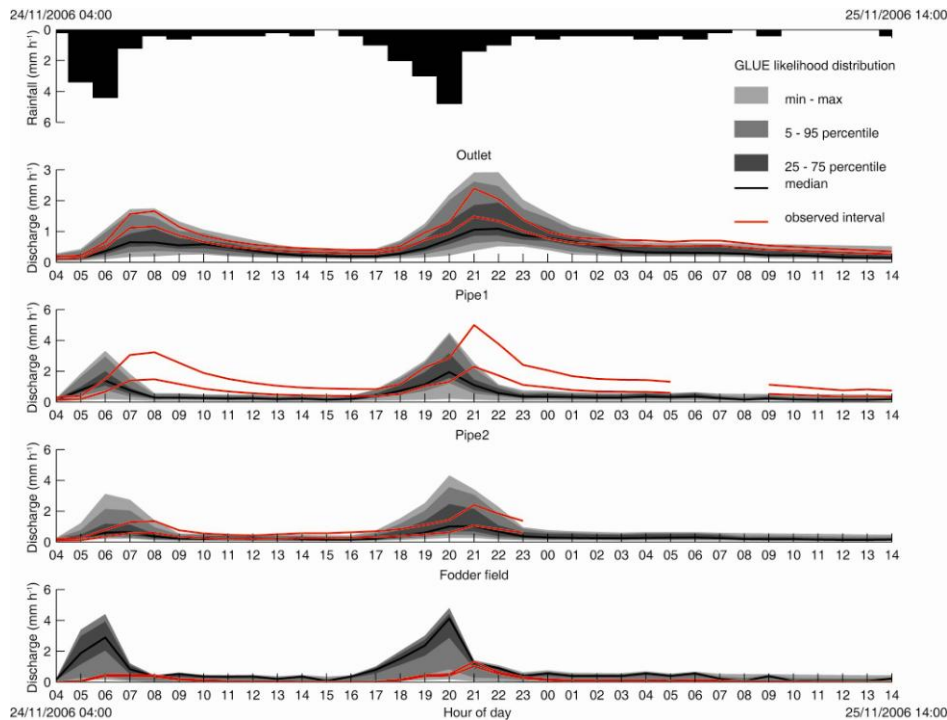 24/11/2006 04:00 25/11/2006 14:00
Rainfall (mm h⁻¹)
0
2
4
6
GLUE likelihood distribution
min - max
5 - 95 percentile
25 - 75 percentile
median
observed interval
Outlet
Discharge (mm h⁻¹)
3
2
1
0
04 05 06 07 08 09 10 11 12 13 14 15 16 17 18 19 20 21 22 23 00 01 02 03 04 05 06 07 08 09 10 11 12 13 14
Pipe1
Discharge (mm h⁻¹)
6
4
2
0
04 05 06 07 08 09 10 11 12 13 14 15 16 17 18 19 20 21 22 23 00 01 02 03 04 05 06 07 08 09 10 11 12 13 14
Pipe2
Discharge (mm h⁻¹)
6
4
2
0
04 05 06 07 08 09 10 11 12 13 14 15 16 17 18 19 20 21 22 23 00 01 02 03 04 05 06 07 08 09 10 11 12 13 14
Fodder field
Discharge (mm h⁻¹)
6
4
2
0
04 05 06 07 08 09 10 11 12 13 14 15 16 17 18 19 20 21 22 23 00 01 02 03 04 05 06 07 08 09 10 11 12 13 14
24/11/2006 04:00 Hour of day 25/11/2006 14:00